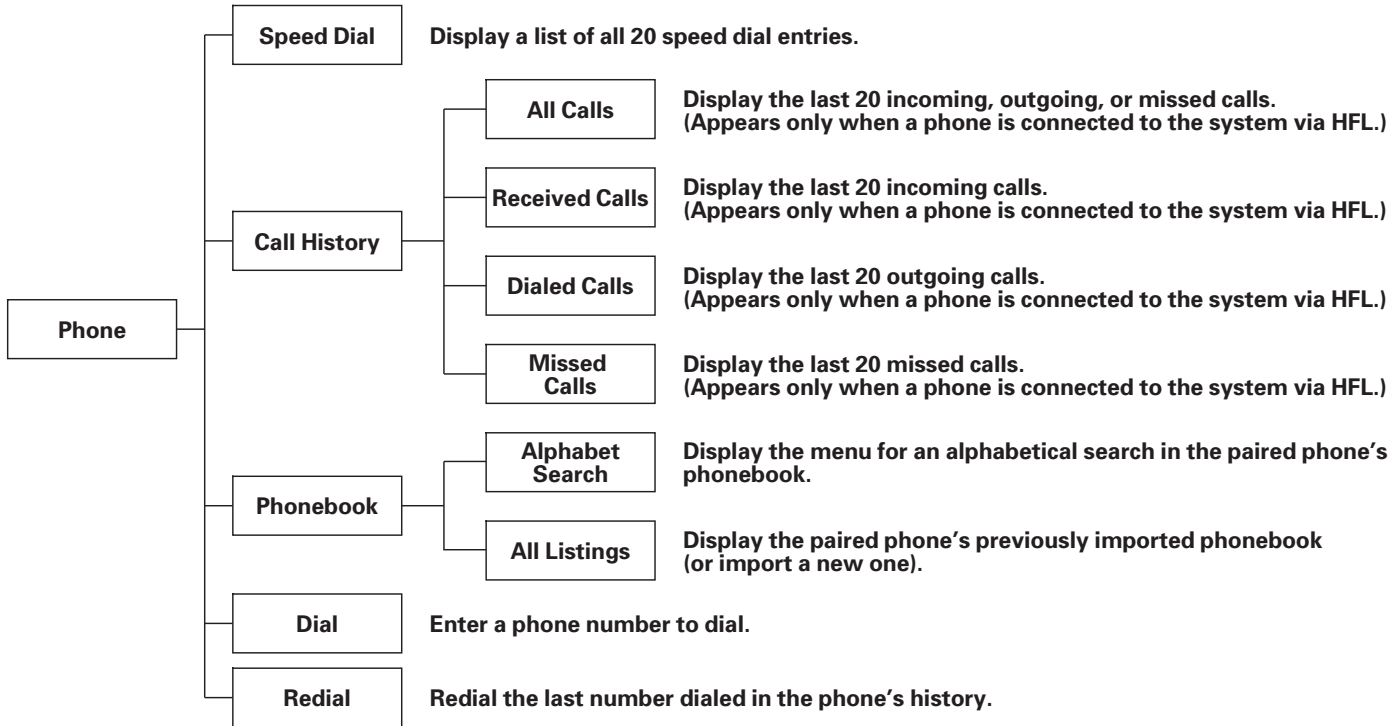 Speed Dial
Display a list of all 20 speed dial entries.
All Calls
Display the last 20 incoming, outgoing, or missed calls.
(Appears only when a phone is connected to the system via HFL.)
Received Calls
Display the last 20 incoming calls.
(Appears only when a phone is connected to the system via HFL.)
Call History
Dialed Calls
Display the last 20 outgoing calls.
(Appears only when a phone is connected to the system via HFL.)
Phone
Missed
Calls
Display the last 20 missed calls.
(Appears only when a phone is connected to the system via HFL.)
Alphabet
Search
Display the menu for an alphabetical search in the paired phone’s
phonebook.
Phonebook
All Listings
Display the paired phone’s previously imported phonebook
(or import a new one).
Dial
Enter a phone number to dial.
Redial
Redial the last number dialed in the phone’s history.